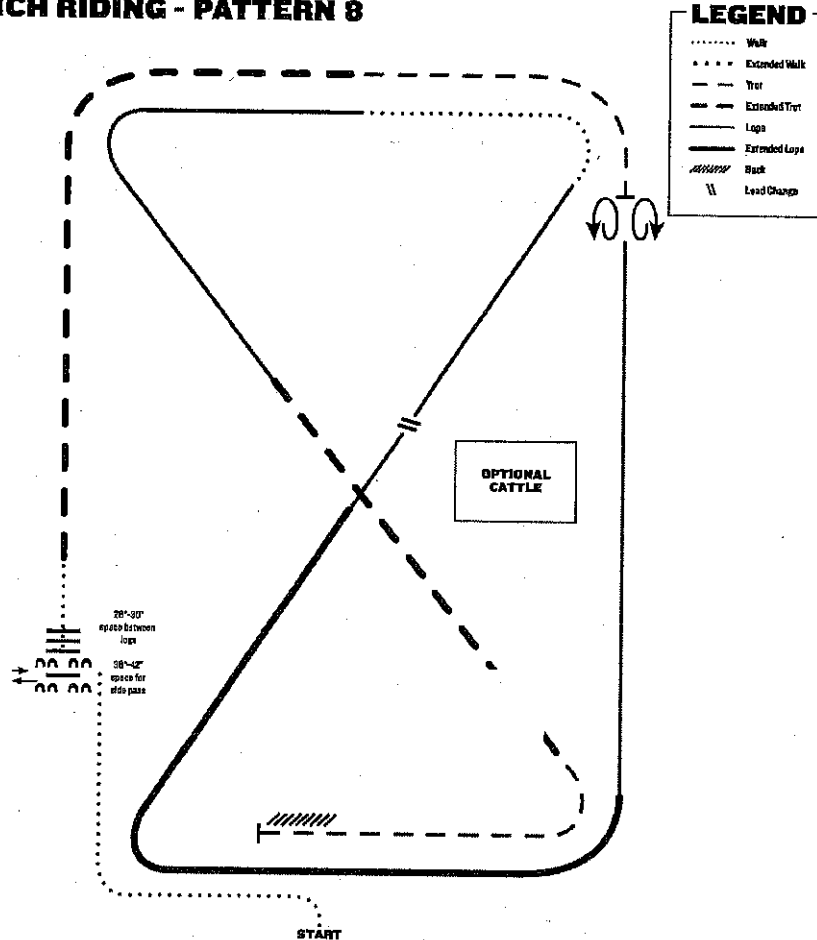 ICH RIDING - PATTERN 8
LEGEND
Walk
Extended Walk
Trot
Extended Trot
Lope
Extended Lope
Back
Lead Change
OPTIONAL
CATTLE
space between
logs
space for
side pass
START